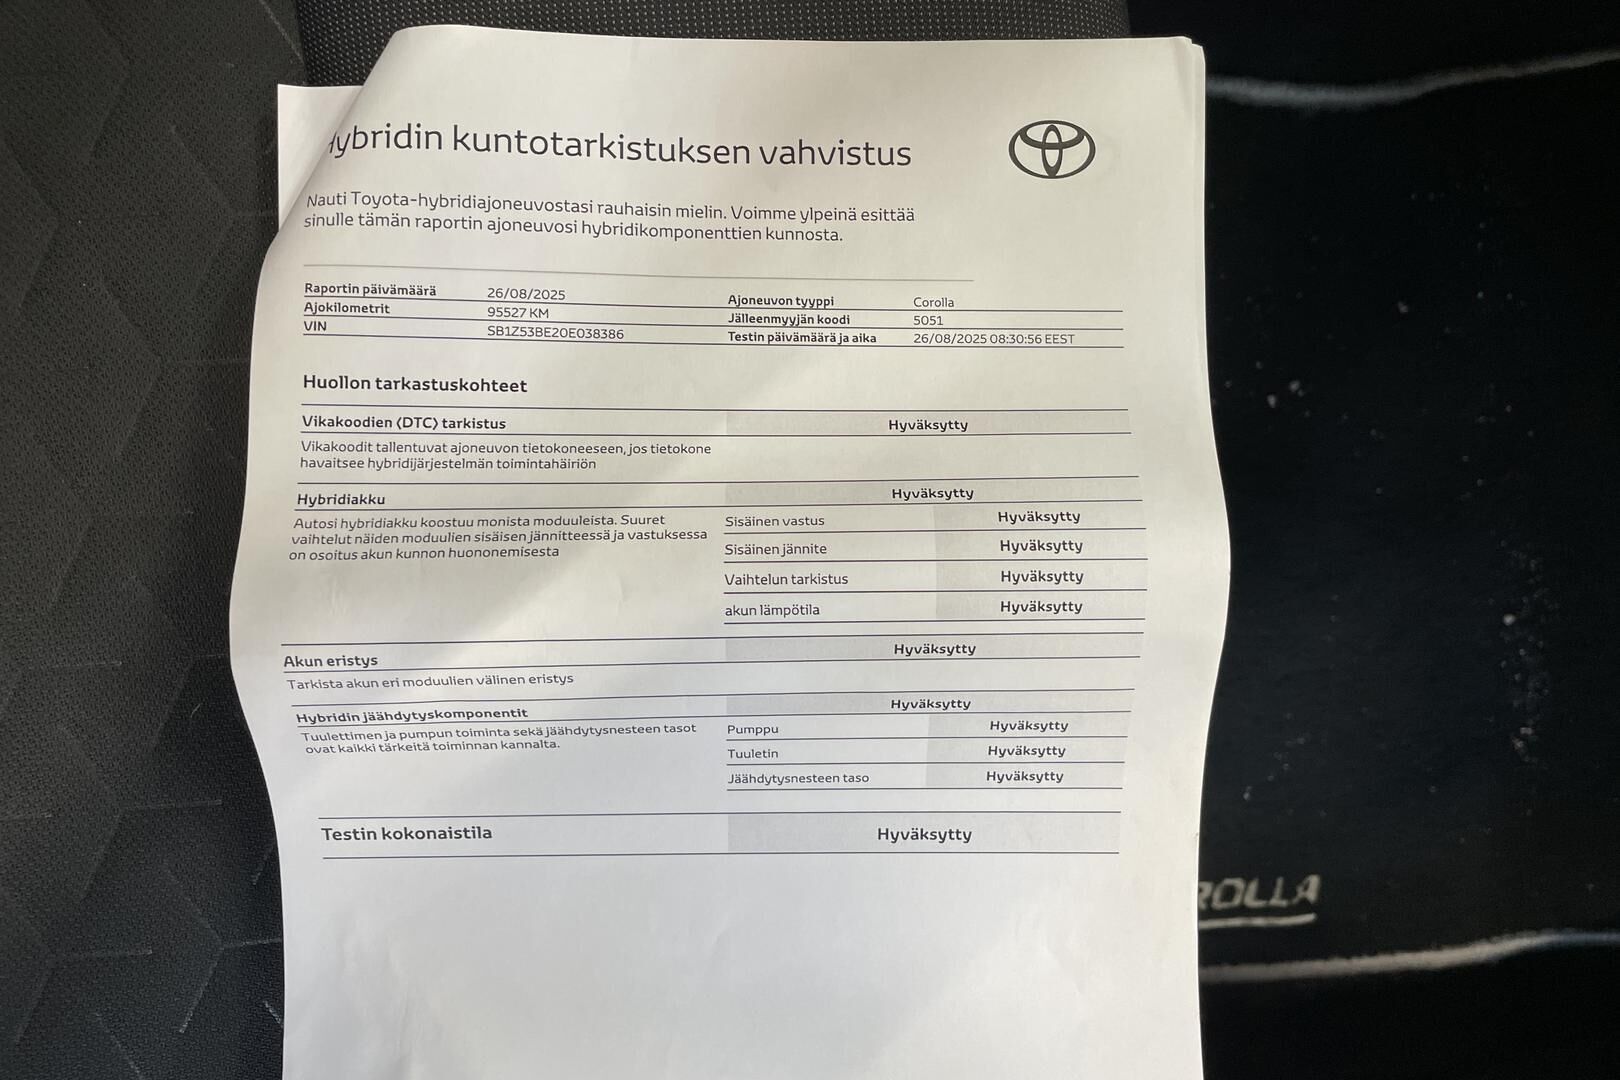 ybridin kuntotarkistuksen vahvistus
Nauti Toyota-hybridiajoneuvostasi rauhaisin mielin. Voimme ylpeinä esittää
sinulle tämän raportin ajoneuvosi hybridikomponenttien kunnosta.
Raportin päivämäärä 26/08/2025 Ajoneuvon tyyppi Corolla
Ajokilometrit 95527 KM Jälleenmyyjän koodi 5051
VIN SB1Z53BE20E038386 Testin päivämäärä ja aika 26/08/2025 08:30:56 EEST
Huollon tarkastuskohteet
Vikakoodien (DTC) tarkistus Hyväksytty
Vikakoodit tallentuvat ajoneuvon tietokoneeseen, jos tietokone
havaitsee hybridijärjestelmän toimintahäiriön
Hybridiakku Hyväksytty
Autosi hybridiakku koostuu monista moduuleista. Suuret
vaihtelut näiden moduulien sisäisen jännitteessä ja vastuksessa
on osoitus akun kunnon huononemisesta
Sisäinen vastus Hyväksytty
Sisäinen jännite Hyväksytty
Vaihtelun tarkistus Hyväksytty
akun lämpötila Hyväksytty
Akun eristys Hyväksytty
Tarkista akun eri moduulien välinen eristys
Hybridin jäähdytyskomponentit Hyväksytty
Tuulettimen ja pumpun toiminta sekä jäähdytysnesteen tasot
ovat kaikki tärkeitä toiminnan kannalta.
Pumppu Hyväksytty
Tuuletin Hyväksytty
Jäähdytysnesteen taso Hyväksytty
Testin kokonaistila Hyväksytty
ROLLA